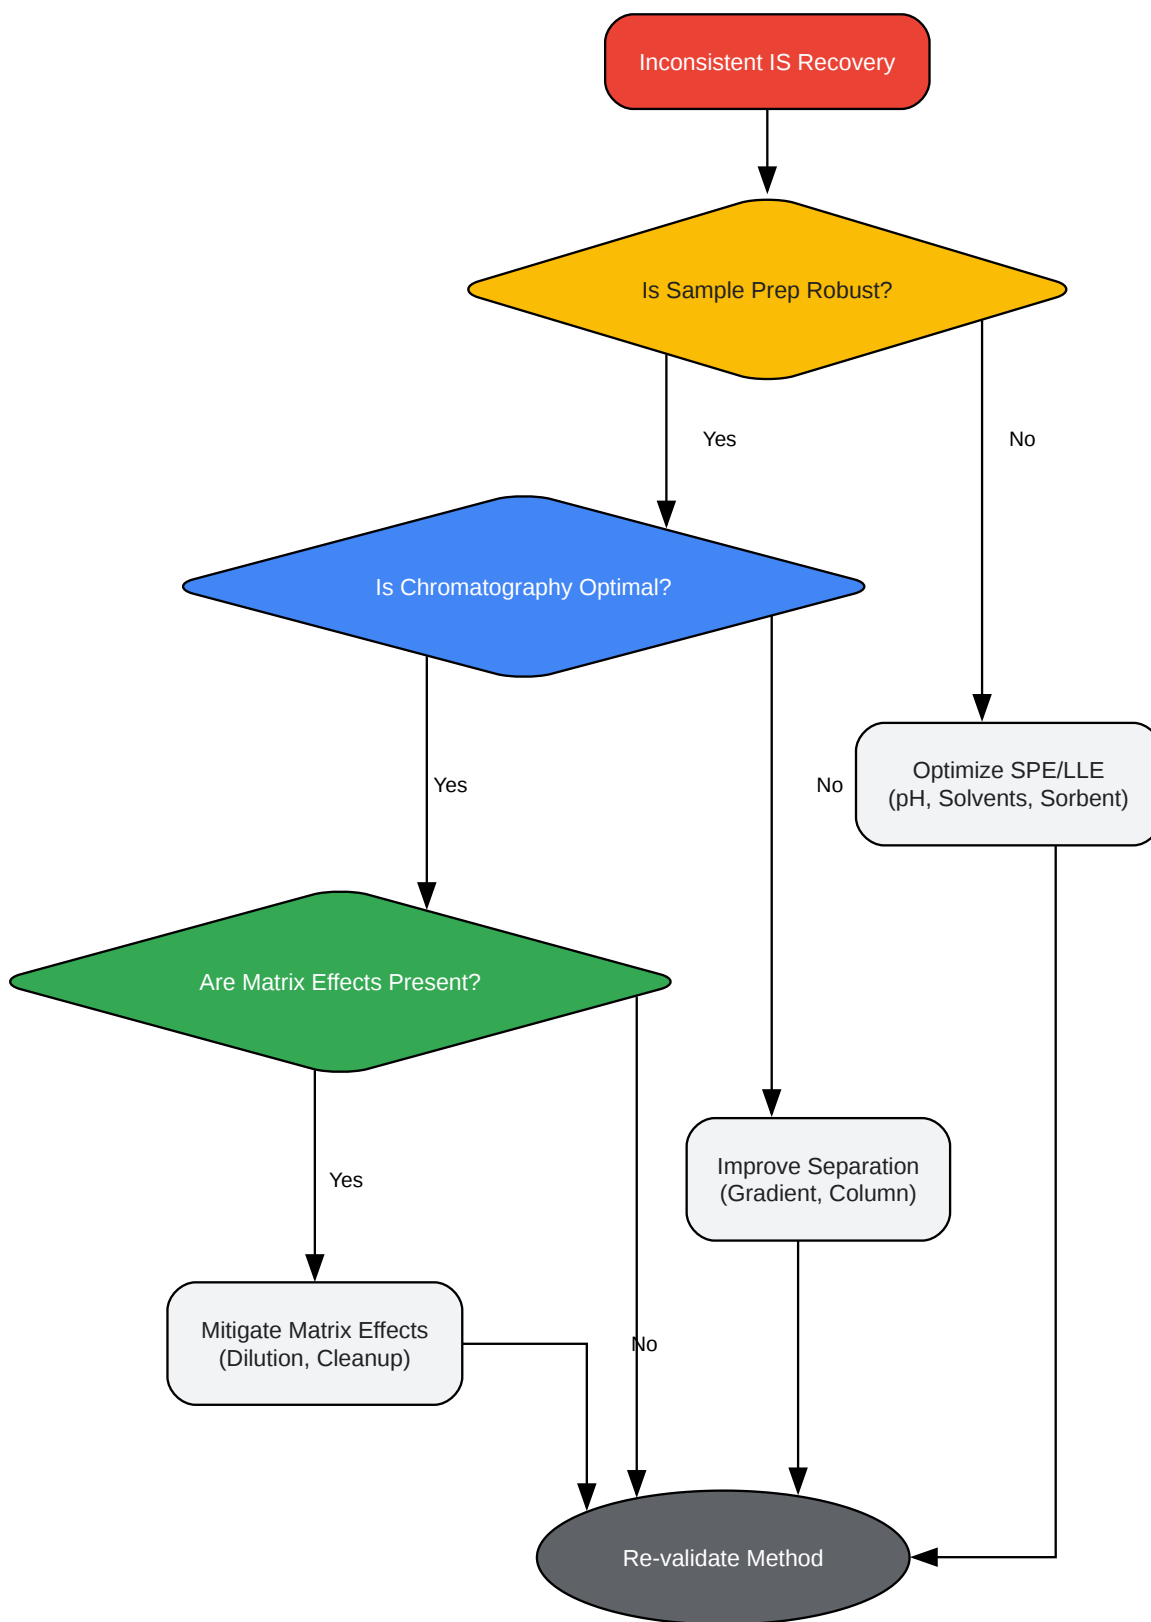 Inconsistent IS Recovery
Is Sample Prep Robust?
Yes
No
Is Chromatography Optimal?
Optimize SPE/LLE
(pH, Solvents, Sorbent)
Yes
No
Are Matrix Effects Present?
Improve Separation
(Gradient, Column)
Yes
Mitigate Matrix Effects
(Dilution, Cleanup)
No
Re-validate Method